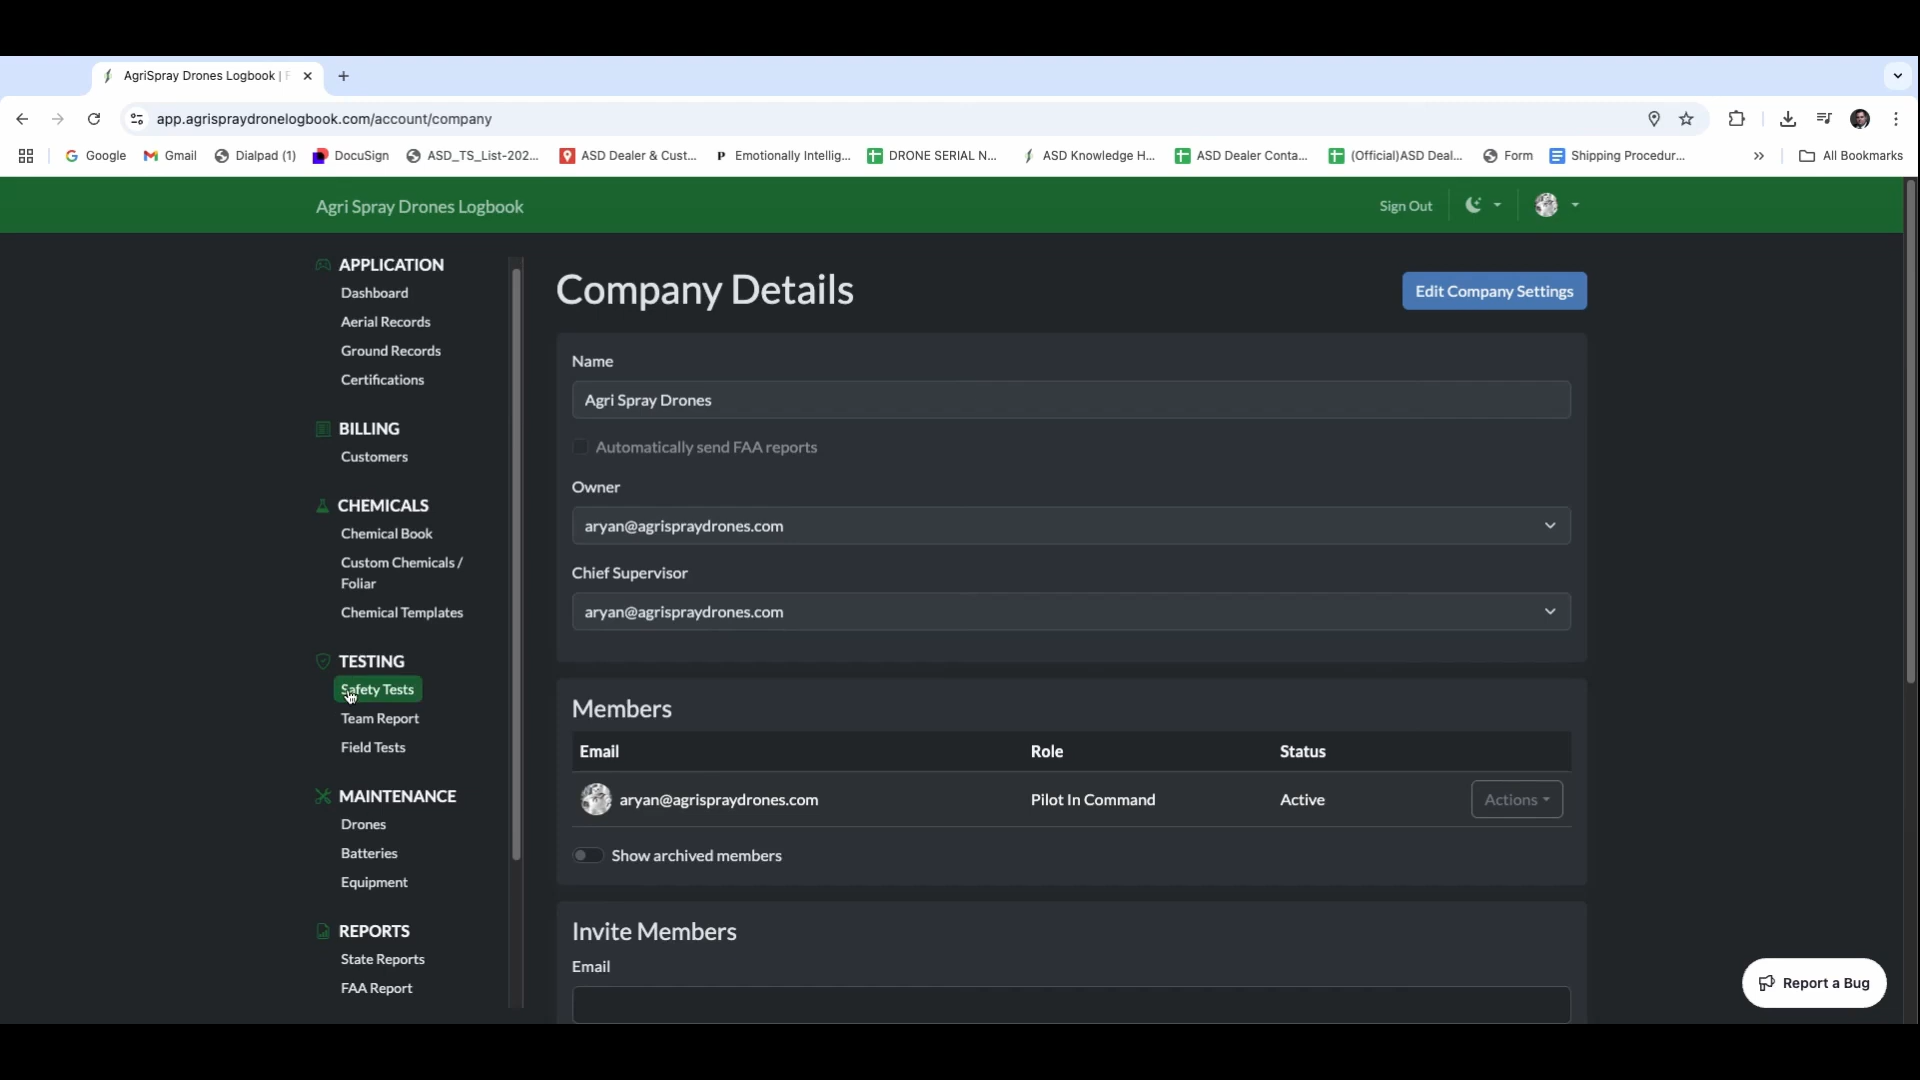 AgriSpray Drones Logbook |
app.agrispraydronelogbook.com/account/company
Google
Gmail
Dialpad (1)
DocuSign
ASD_TS_List-202...
ASD Dealer & Cust...
Emotionally Intellig...
DRONE SERIAL N...
ASD Knowledge H...
ASD Dealer Conta...
(Official)ASD Deal...
Form
Shipping Procedur...
All Bookmarks
Agri Spray Drones Logbook
Sign Out
APPLICATION
Dashboard
Aerial Records
Ground Records
Certifications
BILLING
Customers
CHEMICALS
Chemical Book
Custom Chemicals /
Foliar
Chemical Templates
TESTING
Safety Tests
Team Report
Field Tests
MAINTENANCE
Drones
Batteries
Equipment
REPORTS
State Reports
FAA Report
Company Details
Edit Company Settings
Name
Agri Spray Drones
Automatically send FAA reports
Owner
aryan@agrispraydrones.com
Chief Supervisor
aryan@agrispraydrones.com
Members
Email Role Status
aryan@agrispraydrones.com Pilot In Command Active Actions
Show archived members
Invite Members
Email
Report a Bug